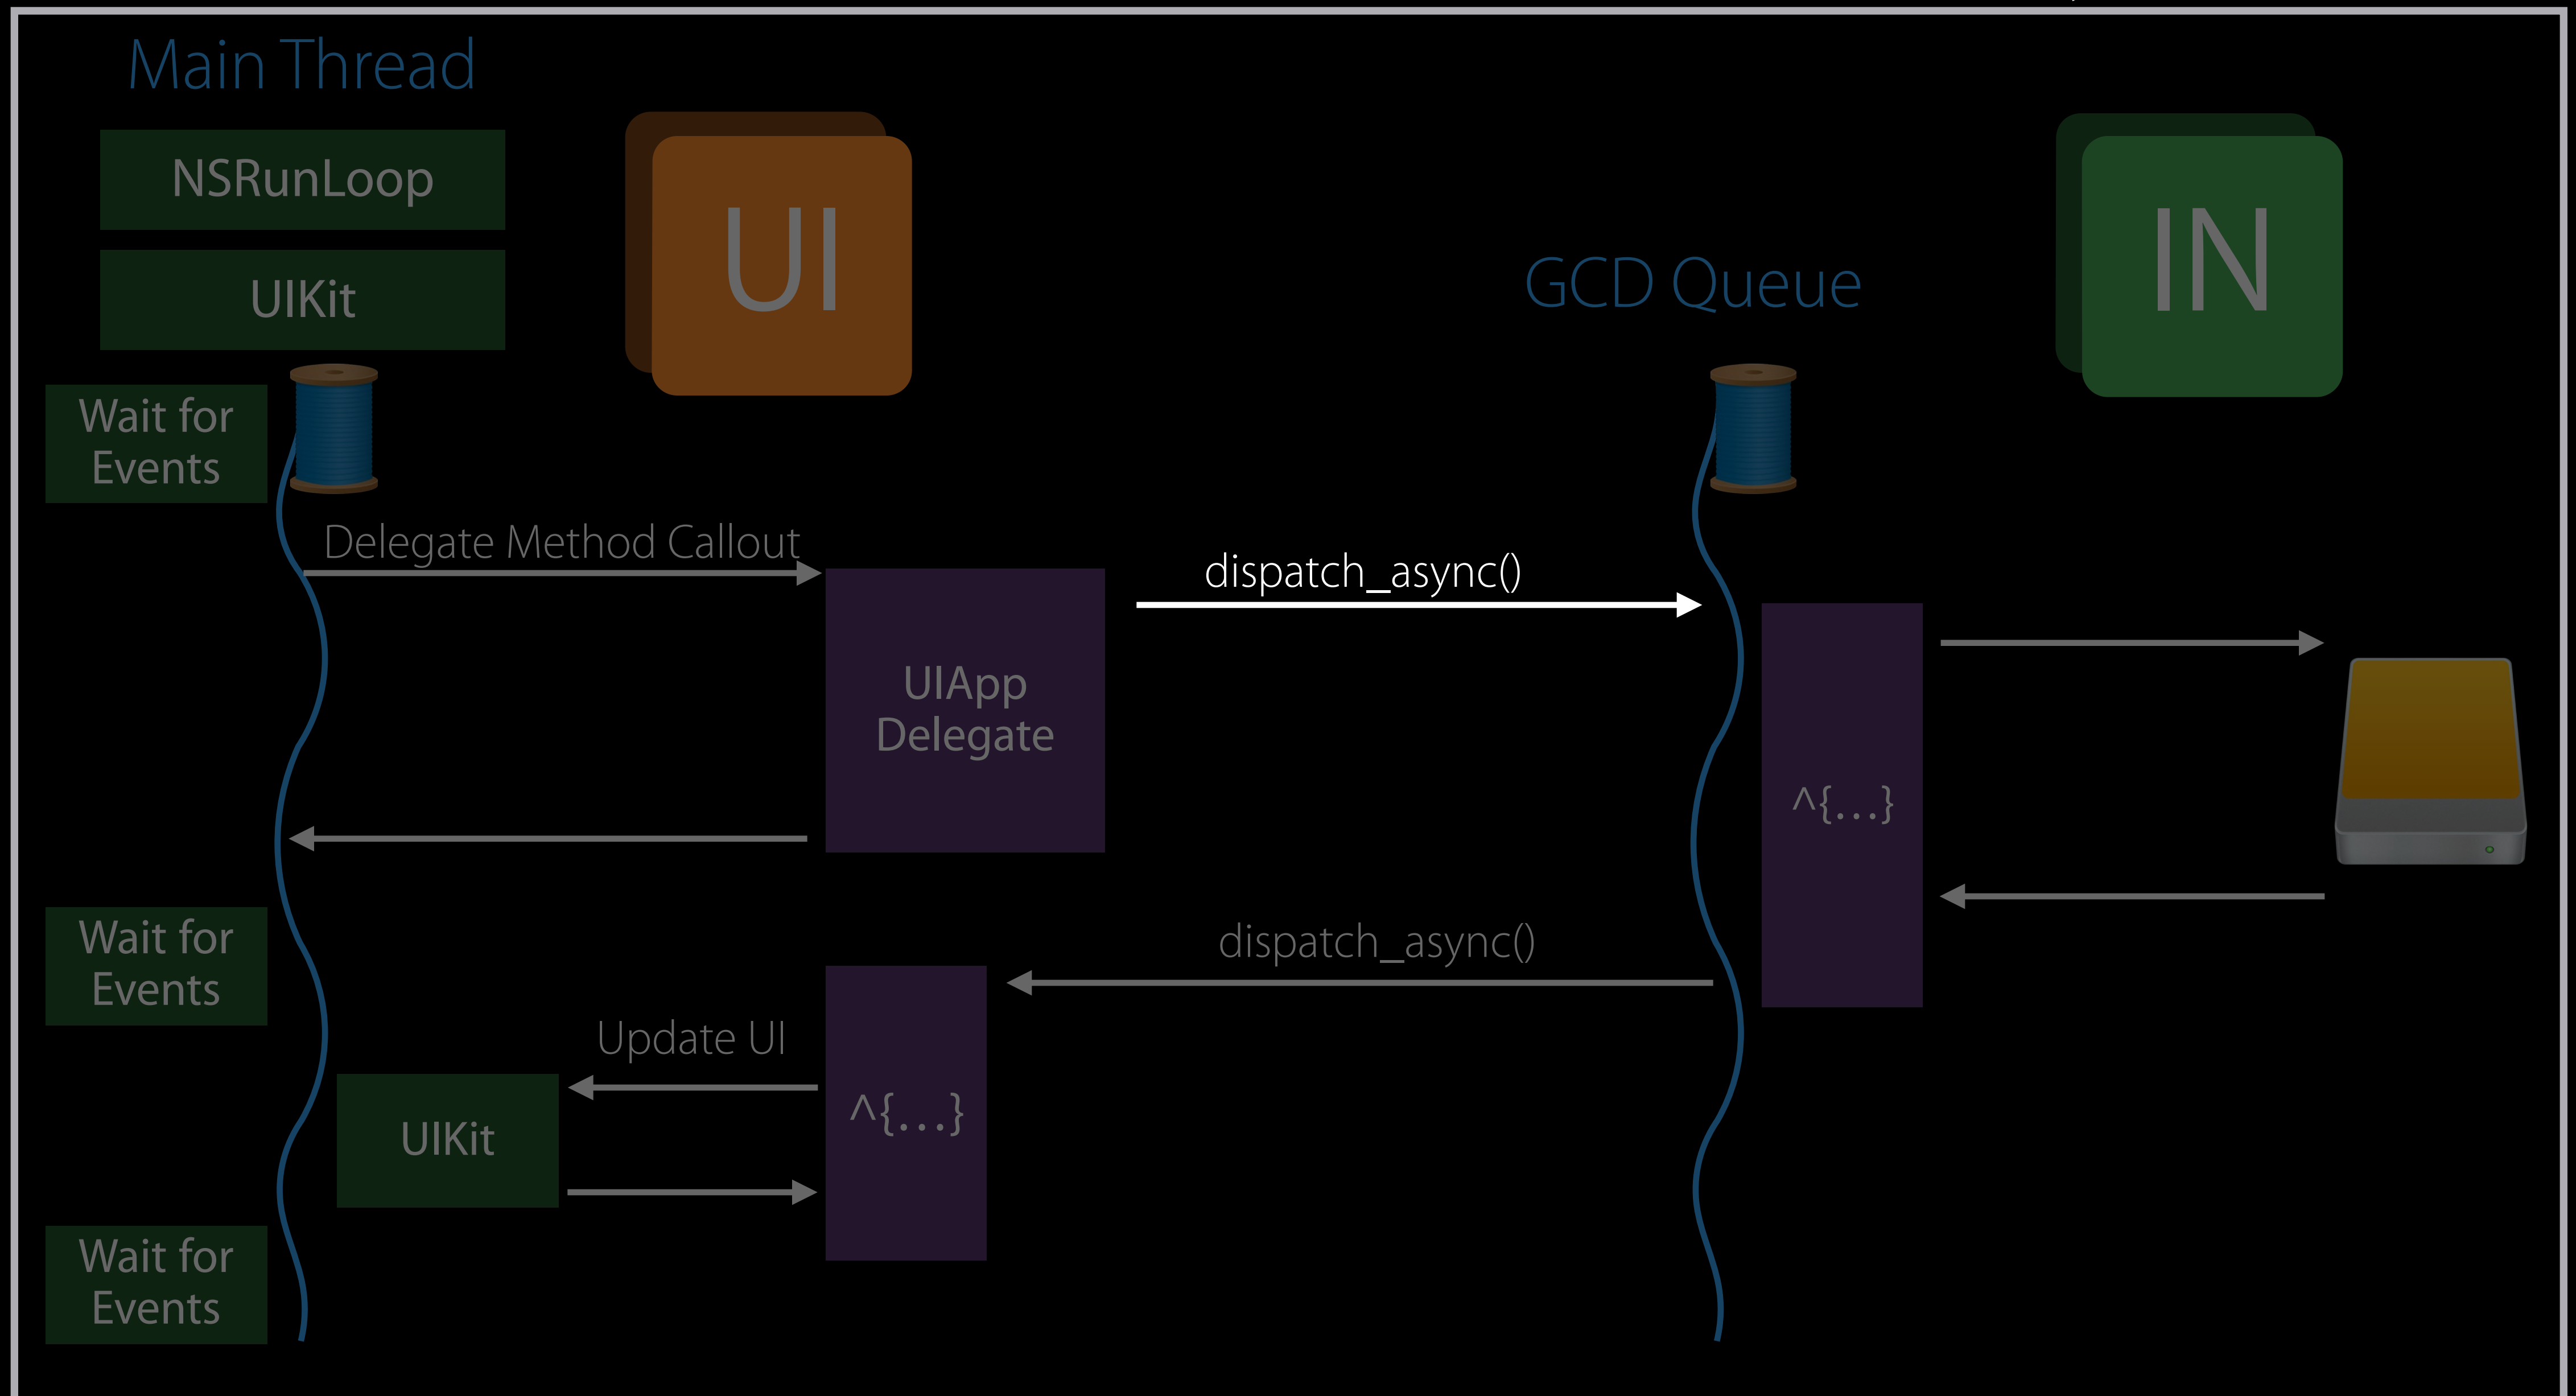 Main Thread
NSRunLoop
UIKit
UI
GCD Queue
IN
Wait for
Events
Delegate Method Callout
dispatch_async()
UIApp
Delegate
^{…}
Wait for
Events
dispatch_async()
Update UI
^{…}
UIKit
Wait for
Events